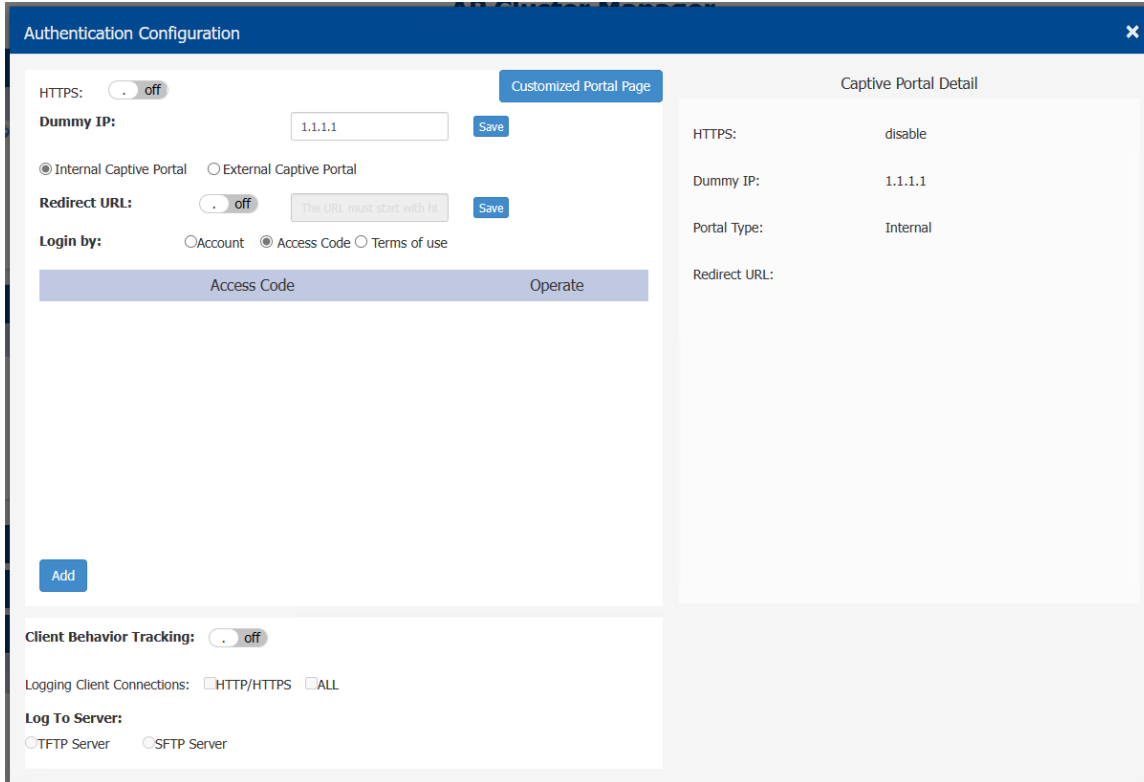 AP Cluster Manager
Authentication Configuration ×
HTTPS: off
Customized Portal Page
Dummy IP: 1.1.1.1 Save
Internal Captive Portal External Captive Portal
Redirect URL: off The URL must start with ht Save
Login by: Account Access Code Terms of use
Access Code Operate
Add
Captive Portal Detail
HTTPS: disable
Dummy IP: 1.1.1.1
Portal Type: Internal
Redirect URL:
Client Behavior Tracking: off
Logging Client Connections: HTTP/HTTPS ALL
Log To Server:
TFTP Server SFTP Server